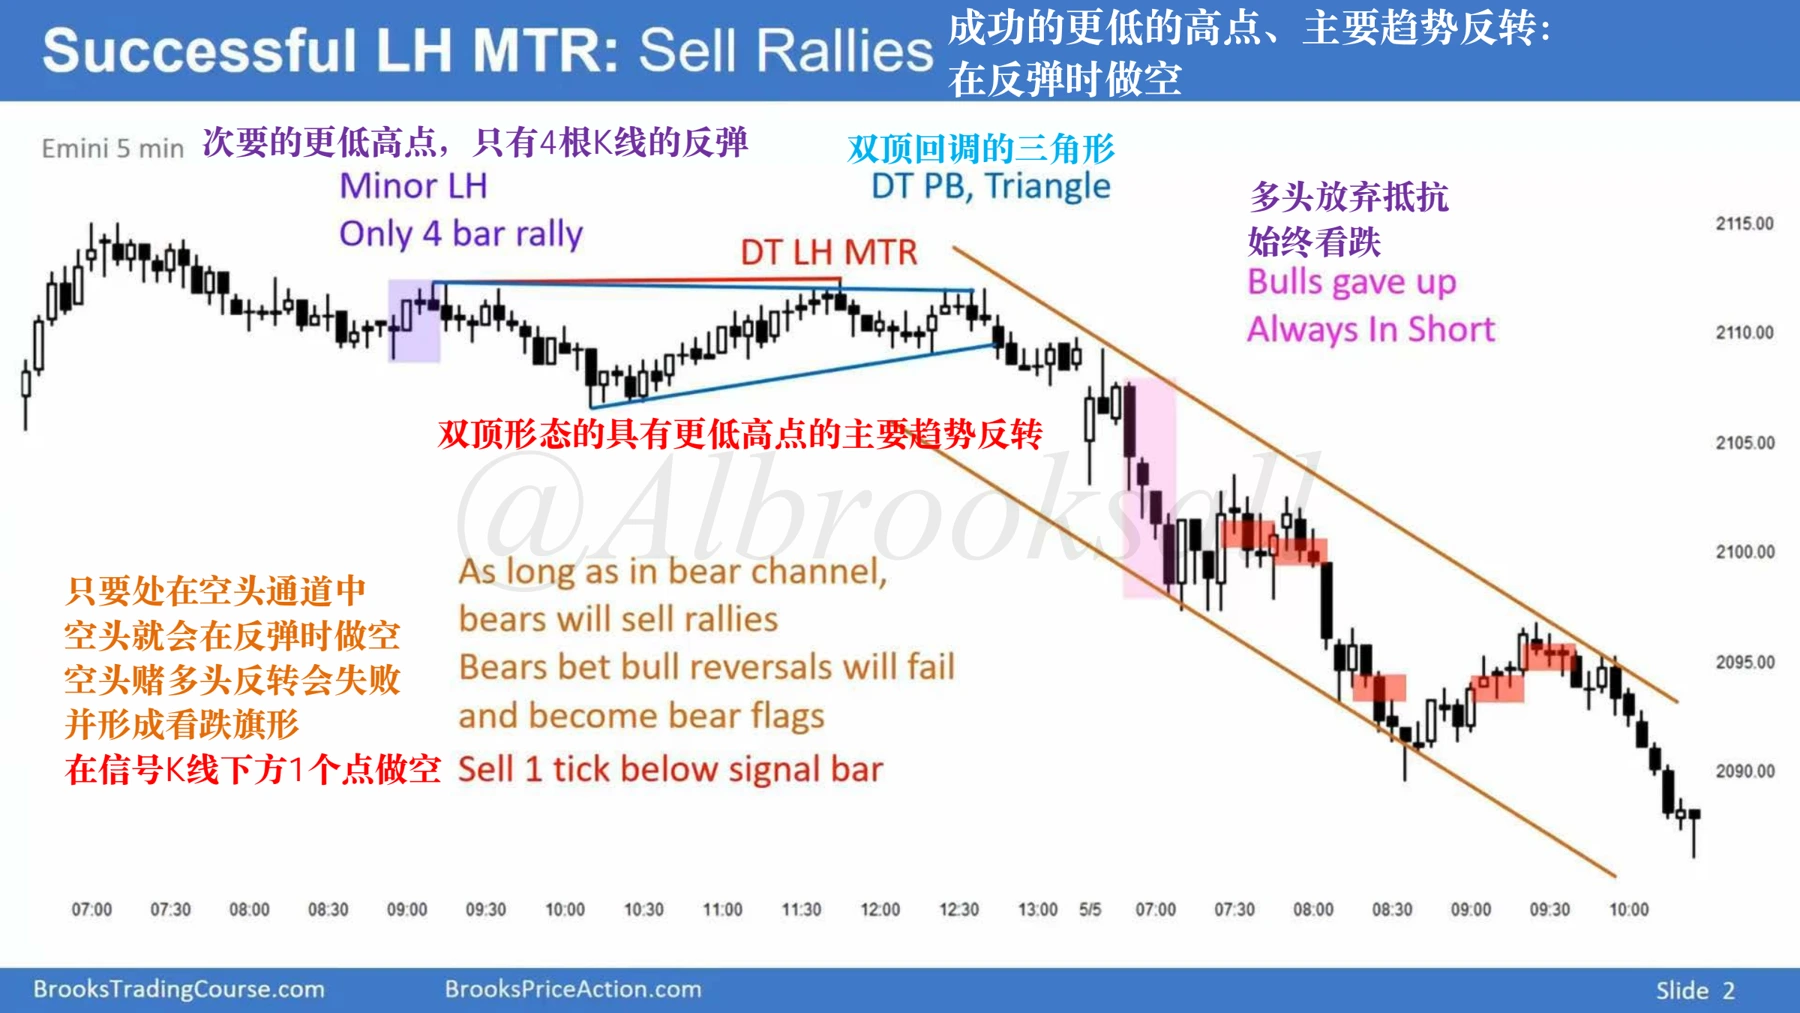 Successful LH MTR: Sell Rallies
成功的更低的高点、主要趋势反转：
在反弹时做空
Emini 5 min
次要的更低高点，只有4根K线的反弹
Minor LH
Only 4 bar rally
双顶回调的三角形
DT PB, Triangle
DT LH MTR
多头放弃抵抗
始终看跌
Bulls gave up
Always In Short
双顶形态的具有更低高点的主要趋势反转
@Albrooksall
只要处在空头通道中
空头就会在反弹时做空
空头赌多头反转会失败
并形成看跌旗形
在信号K线下方1个点做空
As long as in bear channel,
bears will sell rallies
Bears bet bull reversals will fail
and become bear flags
Sell 1 tick below signal bar
2115.00
2110.00
2105.00
2100.00
2095.00
2090.00
07:00 07:30 08:00 08:30 09:00 09:30 10:00 10:30 11:00 11:30 12:00 12:30 13:00 5/5 07:00 07:30 08:00 08:30 09:00 09:30 10:00
BrooksTradingCourse.com
BrooksPriceAction.com
Slide 2